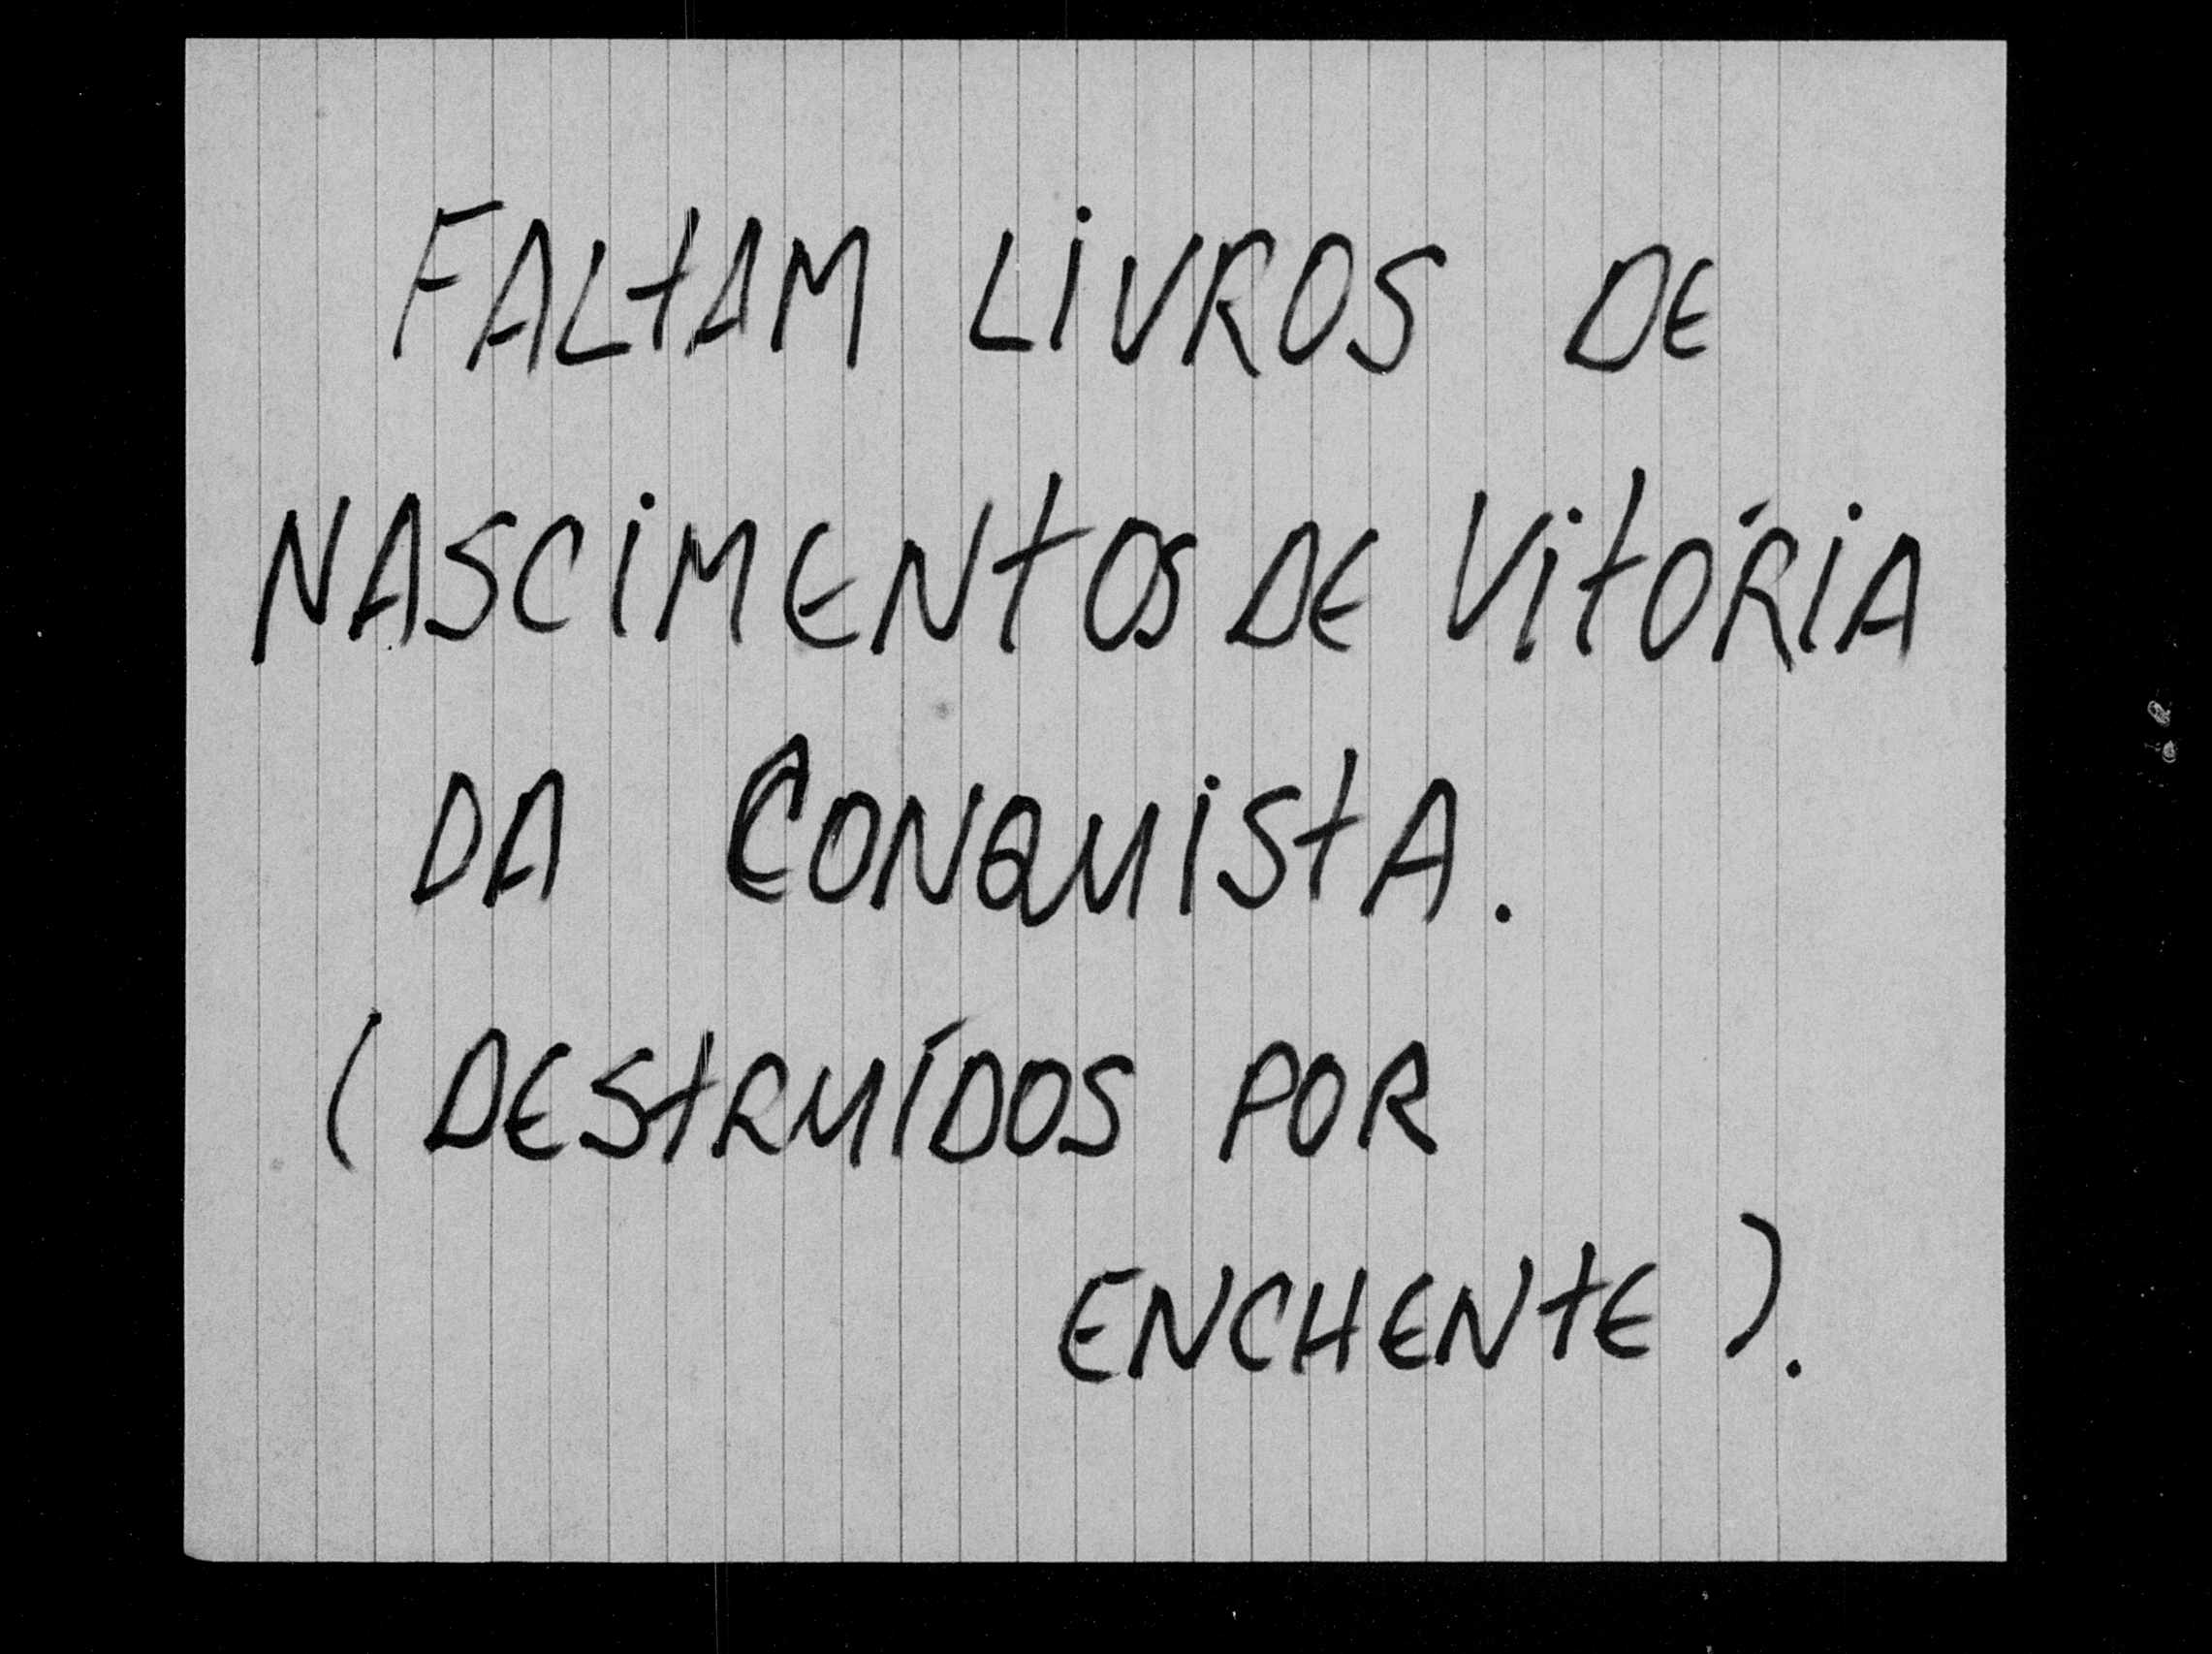 FALTAM LIVROS DE
NASCIMENTOS DE VITÓRIA
DA CONQUISTA.
(DESTRUÍDOS POR
ENCHENTE).